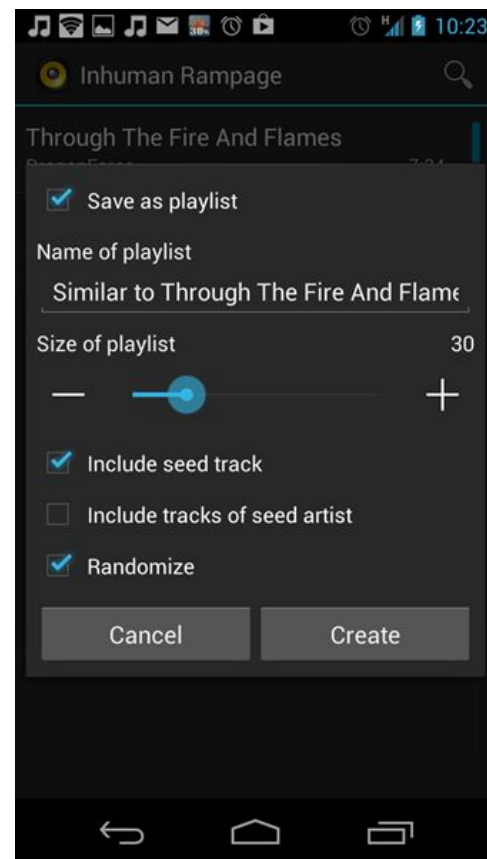 30%
H
10:23
Inhuman Rampage
Through The Fire And Flames
Save as playlist
Name of playlist
Similar to Through The Fire And Flame
Size of playlist 30
Include seed track
Include tracks of seed artist
Randomize
Cancel Create